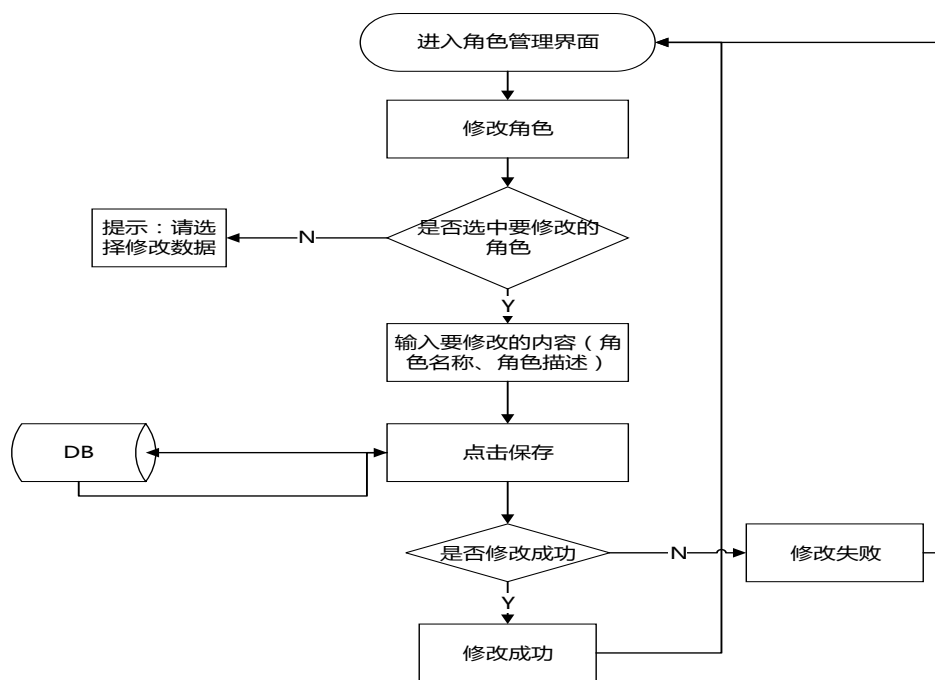 进入角色管理界面
修改角色
是否选中要修改的
角色
N
提示：请选
择修改数据
Y
输入要修改的内容（角
色名称、角色描述）
DB
点击保存
是否修改成功
N
修改失败
Y
修改成功